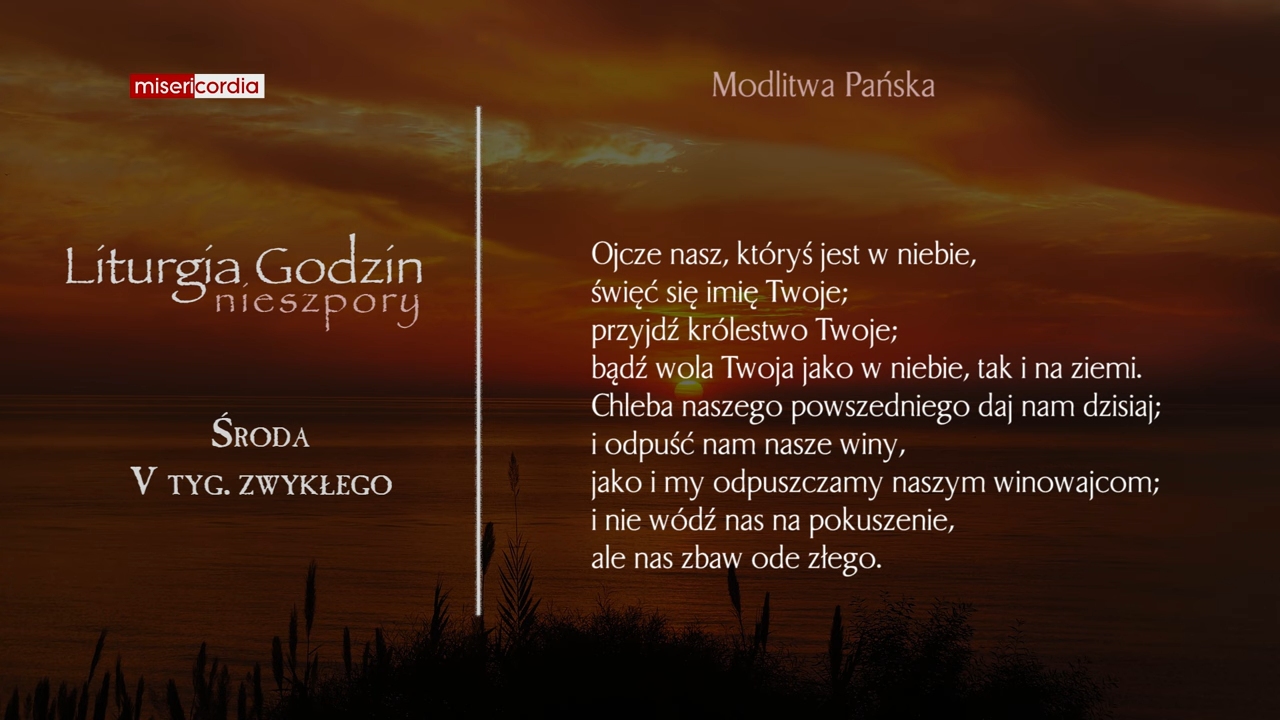 misericordia
Liturgia Godzin
nieszpory
Środa
V tyg. zwykłego
Modlitwa Pańska
Ojcze nasz, któryś jest w niebie,
święć się imię Twoje;
przyjdź królestwo Twoje;
bądź wola Twoja jako w niebie, tak i na ziemi.
Chleba naszego powszedniego daj nam dzisiaj;
i odpuść nam nasze winy,
jako i my odpuszczamy naszym winowajcom;
i nie wódź nas na pokuszenie,
ale nas zbaw ode złego.